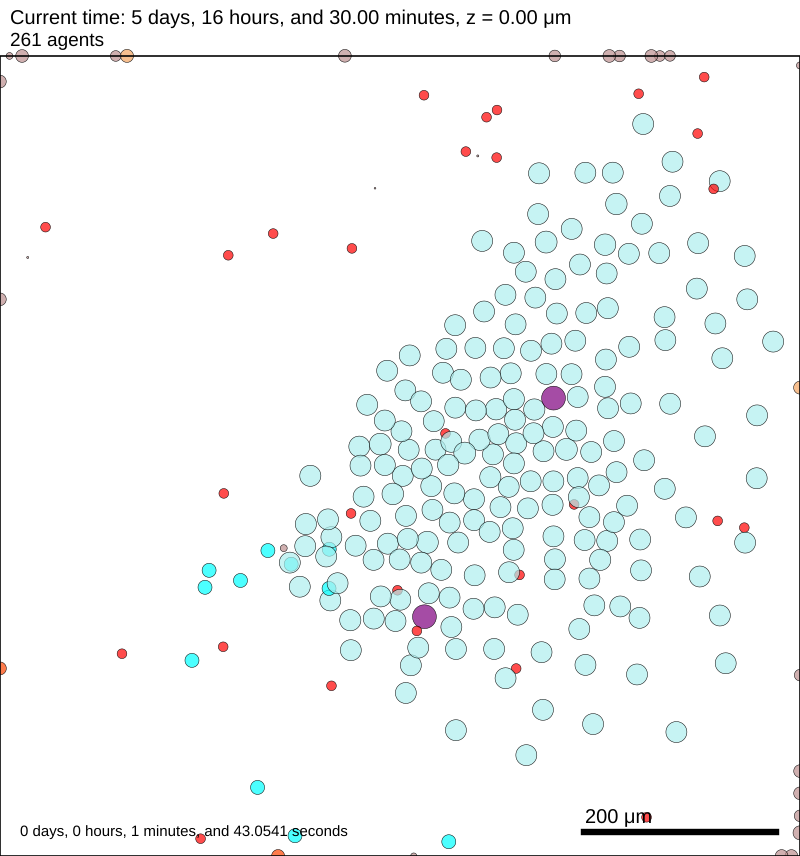 Current time: 5 days, 16 hours, and 30.00 minutes, z = 0.00 μm
261 agents
200 μm
0 days, 0 hours, 1 minutes, and 43.0541 seconds